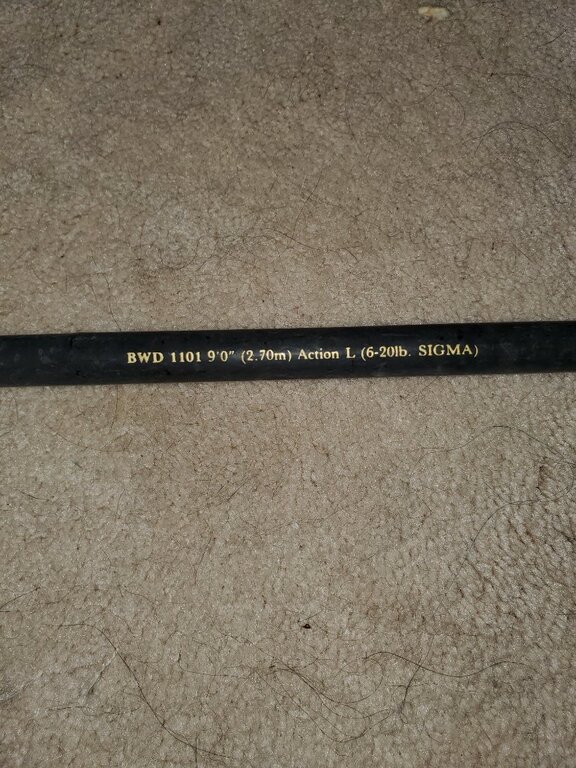 BWD 1101 9'0" (2.70m) Action L (6-20lb. SIGMA)